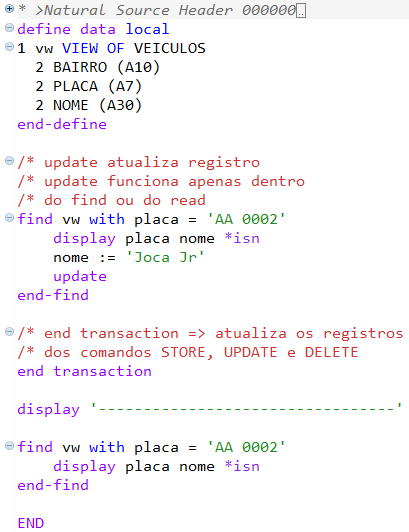 * >Natural Source Header 000000
define data local
1 vw VIEW OF VEICULOS
  2 BAIRRO (A10)
  2 PLACA (A7)
  2 NOME (A30)
end-define

/* update atualiza registro
/* update funciona apenas dentro
/* do find ou do read
find vw with placa = 'AA 0002'
    display placa nome *isn
    nome := 'Joca Jr'
    update
end-find

/* end transaction => atualiza os registros
/* dos comandos STORE, UPDATE e DELETE
end transaction

display '---------------------------------'

find vw with placa = 'AA 0002'
    display placa nome *isn
end-find

END